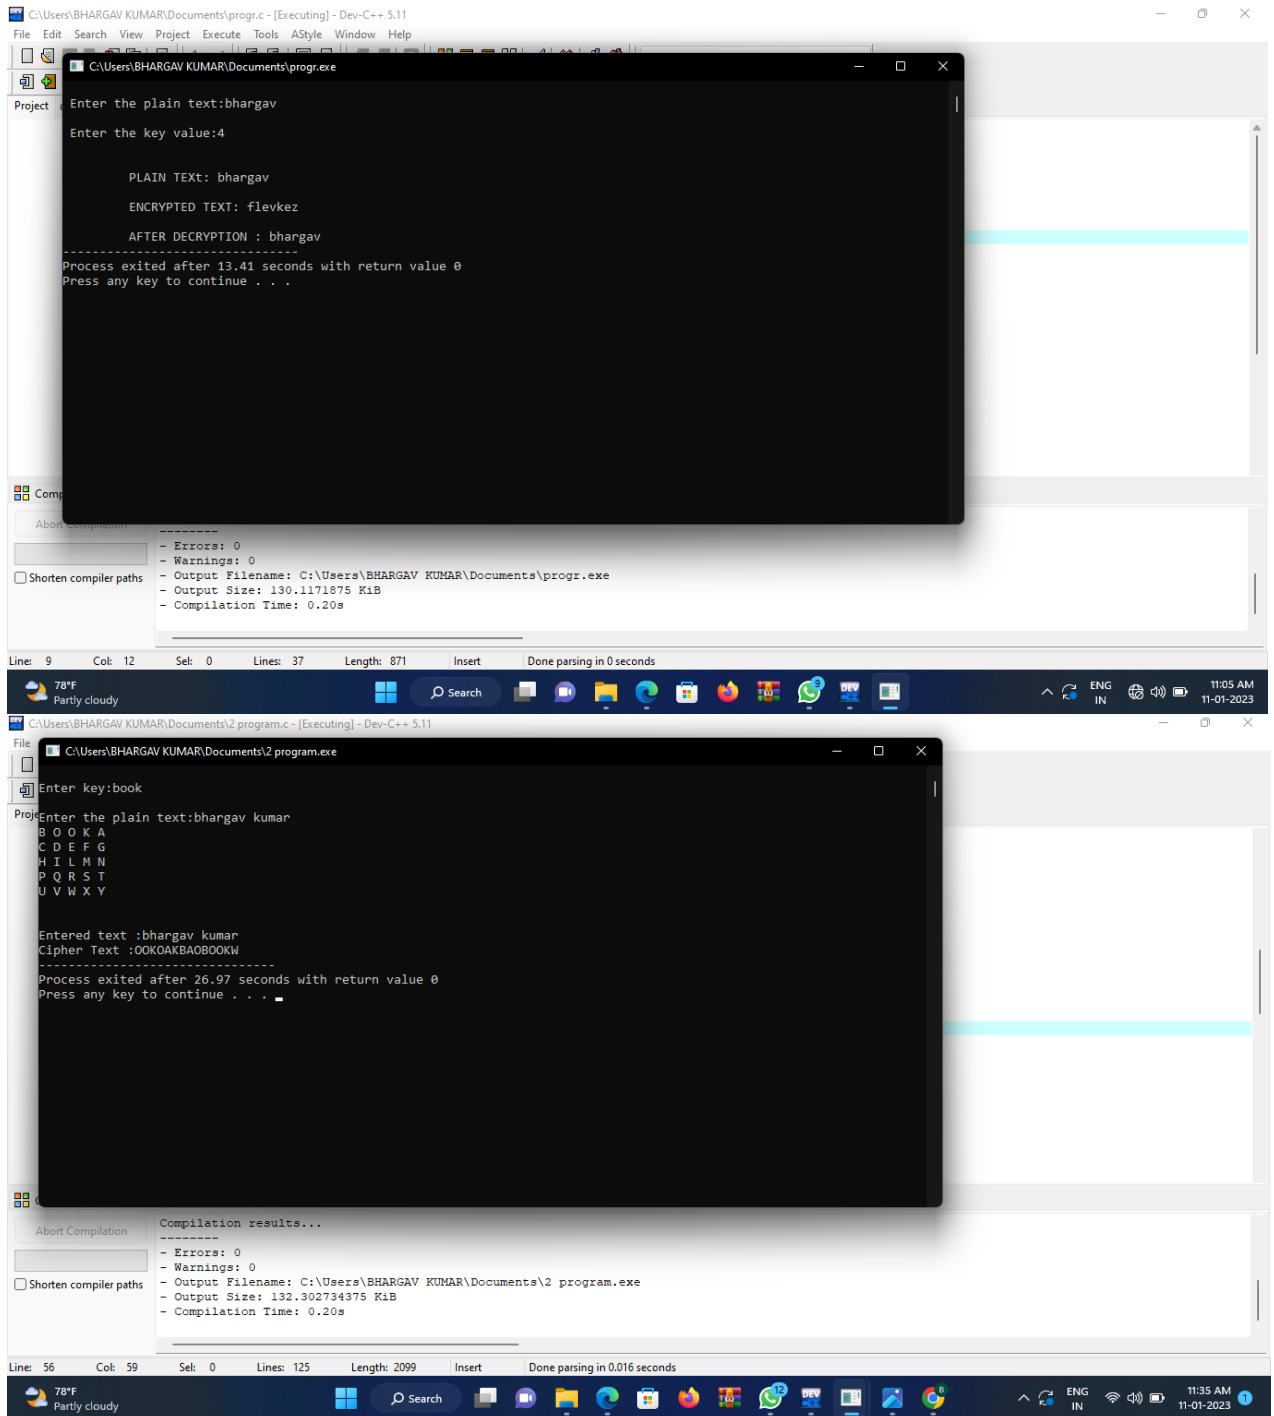 C:\Users\BHARGAV KUMAR\Documents\progr.c - [Executing] - Dev-C++ 5.11
File Edit Search View Project Execute Tools AStyle Window Help
C:\Users\BHARGAV KUMAR\Documents\progr.exe
Project
Enter the plain text:bhargav
Enter the key value:4
PLAIN TEXt: bhargav
ENCRYPTED TEXT: flevkez
AFTER DECRYPTION : bhargav
--------------------------------
Process exited after 13.41 seconds with return value 0
Press any key to continue . . .
Abort Compilation
--------
- Errors: 0
- Warnings: 0
- Output Filename: C:\Users\BHARGAV KUMAR\Documents\progr.exe
Shorten compiler paths
- Output Size: 130.1171875 KiB
- Compilation Time: 0.20s
Line: 9 Col: 12 Sel: 0 Lines: 37 Length: 871 Insert Done parsing in 0 seconds
78°F
Partly cloudy
Search
DEV
9
ENG
IN
11:05 AM
11-01-2023
C:\Users\BHARGAV KUMAR\Documents\2 program.c - [Executing] - Dev-C++ 5.11
File
C:\Users\BHARGAV KUMAR\Documents\2 program.exe
Enter key:book
Enter the plain text:bhargav kumar
B O O K A
C D E F G
H I L M N
P Q R S T
U V W X Y
Entered text :bhargav kumar
Cipher Text :OOKOAKBAOBOOKW
--------------------------------
Process exited after 26.97 seconds with return value 0
Press any key to continue . . .
Compilation results...
Abort Compilation
--------
- Errors: 0
- Warnings: 0
- Output Filename: C:\Users\BHARGAV KUMAR\Documents\2 program.exe
Shorten compiler paths
- Output Size: 132.302734375 KiB
- Compilation Time: 0.20s
Line: 56 Col: 59 Sel: 0 Lines: 125 Length: 2099 Insert Done parsing in 0.016 seconds
78°F
Partly cloudy
Search
12
DEV
B
ENG
IN
11:35 AM
11-01-2023
1